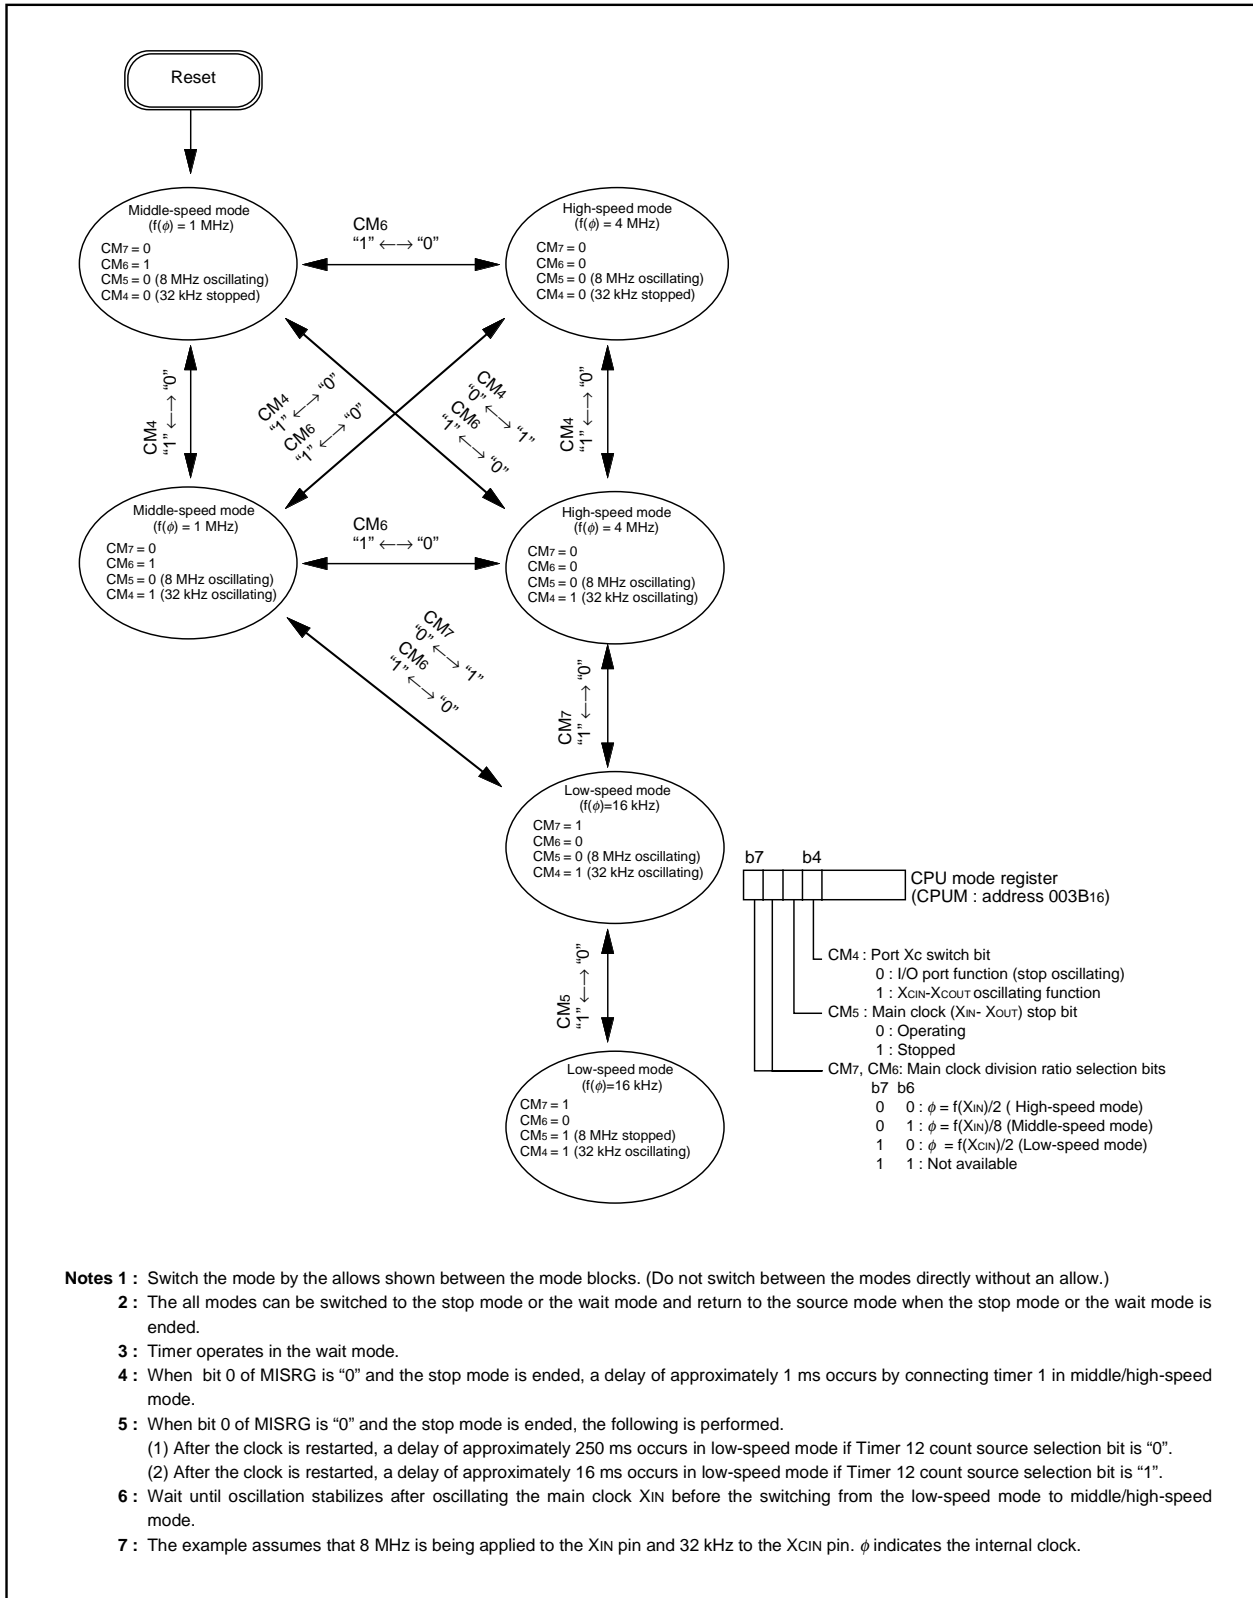 Reset
Middle-speed mode
(f(ϕ) = 1 MHz)
CM7 = 0
CM6 = 1
CM5 = 0 (8 MHz oscillating)
CM4 = 0 (32 kHz stopped)
CM6
“1” ←→ “0”
High-speed mode
(f(ϕ) = 4 MHz)
CM7 = 0
CM6 = 0
CM5 = 0 (8 MHz oscillating)
CM4 = 0 (32 kHz stopped)
CM4
“1” ←→ “0”
CM4
“1” ←→ “0”
CM6
“1” ←→ “0”
CM4
“0” ←→ “1”
CM6
“1” ←→ “0”
CM4
“1” ←→ “0”
Middle-speed mode
(f(ϕ) = 1 MHz)
CM7 = 0
CM6 = 1
CM5 = 0 (8 MHz oscillating)
CM4 = 1 (32 kHz oscillating)
CM6
“1” ←→ “0”
High-speed mode
(f(ϕ) = 4 MHz)
CM7 = 0
CM6 = 0
CM5 = 0 (8 MHz oscillating)
CM4 = 1 (32 kHz oscillating)
CM7
“0” ←→ “1”
CM6
“1” ←→ “0”
CM7
“1” ←→ “0”
Low-speed mode
(f(ϕ)=16 kHz)
CM7 = 1
CM6 = 0
CM5 = 0 (8 MHz oscillating)
CM4 = 1 (32 kHz oscillating)
CM5
“1” ←→ “0”
Low-speed mode
(f(ϕ)=16 kHz)
CM7 = 1
CM6 = 0
CM5 = 1 (8 MHz stopped)
CM4 = 1 (32 kHz oscillating)
b7 b4
CPU mode register
(CPUM : address 003B16)
CM4 : Port Xc switch bit
0 : I/O port function (stop oscillating)
1 : XCIN-XCOUT oscillating function
CM5 : Main clock (XIN- XOUT) stop bit
0 : Operating
1 : Stopped
CM7, CM6: Main clock division ratio selection bits
b7 b6
0 0 : ϕ = f(XIN)/2 ( High-speed mode)
0 1 : ϕ = f(XIN)/8 (Middle-speed mode)
1 0 : ϕ = f(XCIN)/2 (Low-speed mode)
1 1 : Not available
Notes 1 : Switch the mode by the allows shown between the mode blocks. (Do not switch between the modes directly without an allow.)
2 : The all modes can be switched to the stop mode or the wait mode and return to the source mode when the stop mode or the wait mode is
ended.
3 : Timer operates in the wait mode.
4 : When bit 0 of MISRG is “0” and the stop mode is ended, a delay of approximately 1 ms occurs by connecting timer 1 in middle/high-speed
mode.
5 : When bit 0 of MISRG is “0” and the stop mode is ended, the following is performed.
(1) After the clock is restarted, a delay of approximately 250 ms occurs in low-speed mode if Timer 12 count source selection bit is “0”.
(2) After the clock is restarted, a delay of approximately 16 ms occurs in low-speed mode if Timer 12 count source selection bit is “1”.
6 : Wait until oscillation stabilizes after oscillating the main clock XIN before the switching from the low-speed mode to middle/high-speed
mode.
7 : The example assumes that 8 MHz is being applied to the XIN pin and 32 kHz to the XCIN pin. ϕ indicates the internal clock.